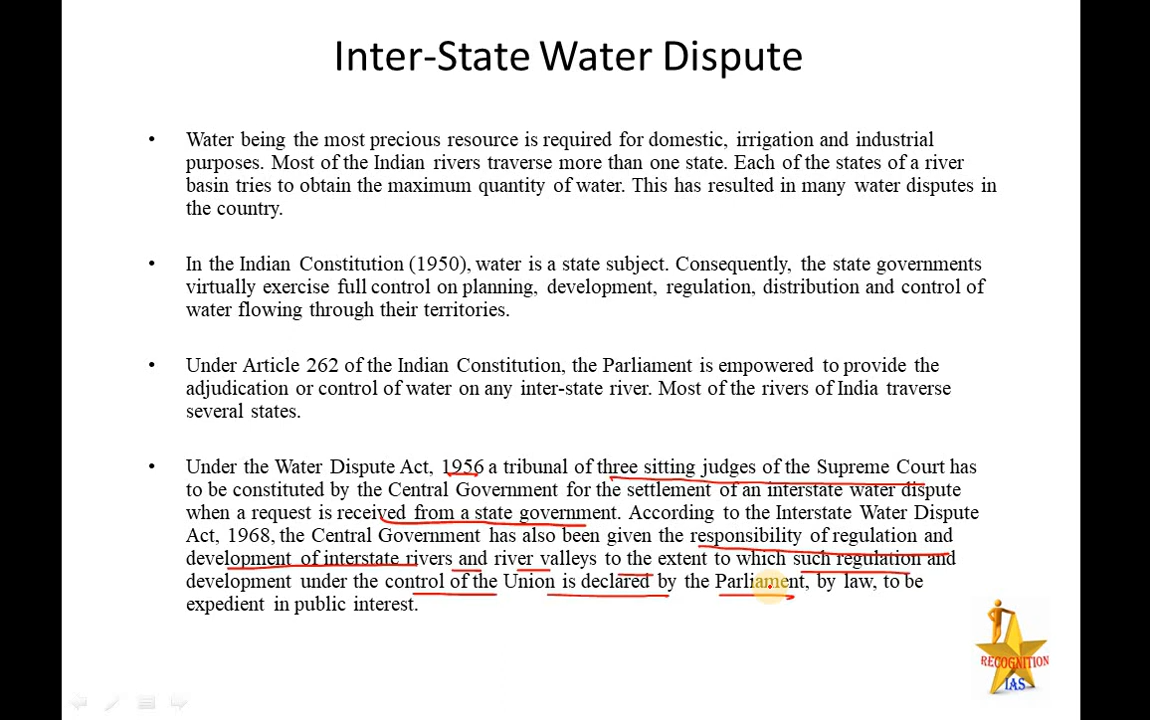 Inter-State Water Dispute
• Water being the most precious resource is required for domestic, irrigation and industrial
purposes. Most of the Indian rivers traverse more than one state. Each of the states of a river
basin tries to obtain the maximum quantity of water. This has resulted in many water disputes in
the country.
• In the Indian Constitution (1950), water is a state subject. Consequently, the state governments
virtually exercise full control on planning, development, regulation, distribution and control of
water flowing through their territories.
• Under Article 262 of the Indian Constitution, the Parliament is empowered to provide the
adjudication or control of water on any inter-state river. Most of the rivers of India traverse
several states.
• Under the Water Dispute Act, 1956 a tribunal of three sitting judges of the Supreme Court has
to be constituted by the Central Government for the settlement of an interstate water dispute
when a request is received from a state government. According to the Interstate Water Dispute
Act, 1968, the Central Government has also been given the responsibility of regulation and
development of interstate rivers and river valleys to the extent to which such regulation and
development under the control of the Union is declared by the Parliament, by law, to be
expedient in public interest.
RECOGNITION
IAS